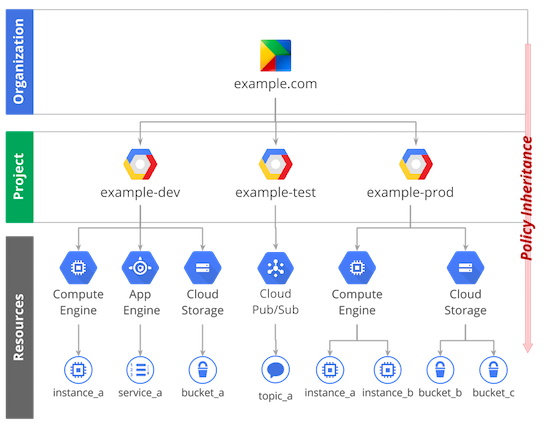 Organization
example.com
Project
example-dev
example-test
example-prod
Policy Inheritance
Resources
Compute
Engine
App
Engine
Cloud
Storage
Cloud
Pub/Sub
Compute
Engine
Cloud
Storage
instance_a
service_a
bucket_a
topic_a
instance_a
instance_b
bucket_b
bucket_c